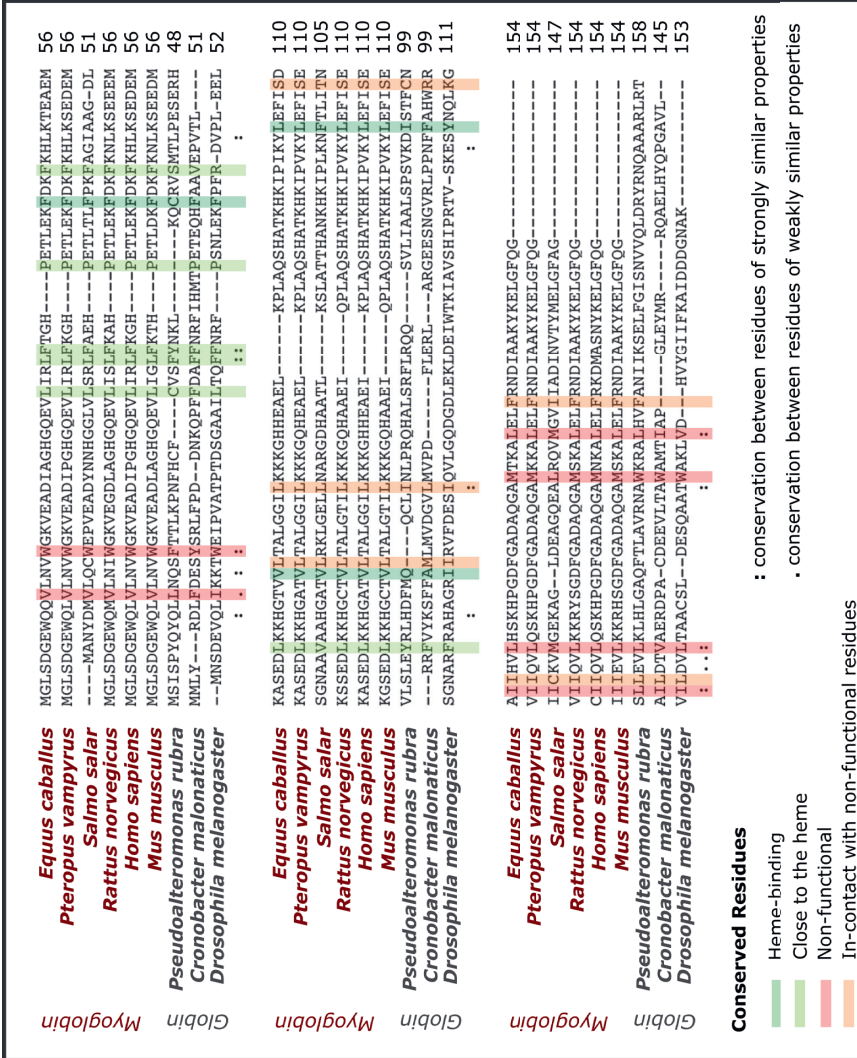 Myoglobin
Globin
Equus caballus MGLSDGEWQQVLNVWGKVEADIAGHGQEVLIRLFTGH----PETLEKFDKFKHLKTEAEM 56
Pteropus vampyrus MGLSDGEWQLVLNVWGKVEADIPGHGQEVLIRLFKGH----PETLEKFDKFKHLKSEDEM 56
Salmo salar ----MANYDMVLQCWEPVEADYNNHGGLVLSRLFAEH----PETLTLFPKFAGIAAG-DL 51
Rattus norvegicus MGLSDGEWQMVLNIWGKVEGDLAGHGQEVLISLFKAH----PETLEKFDKFKNLKSEEEM 56
Homo sapiens MGLSDGEWQLVLNVWGKVEADIPGHGQEVLIRLFKGH----PETLEKFDKFKHLKSEDEM 56
Mus musculus MGLSDGEWQLVLNVWGKVEADLAGHGQEVLIGLFKTH----PETLDKFDKFKNLKSEEDM 56
Pseudoalteromonas rubra MSISPYQYQLLNQSFTTLKPNFHCF----CVSFYNKL--------KQCRVSMTLPESERH 48
Cronobacter malonaticus MMLY---RDLFDESYSRLFPD--DNKQPFFDAFFNRFIHMTPETEQHFAAVEPVTL---- 51
Drosophila melanogaster --MNSDEVQLIKKTWEIPVATPTDSGAAILTQFFNRF----PSNLEKFPFR-DVPL-EEL 52
: . : : :: :
Myoglobin
Globin
Equus caballus KASEDLKKHGTVVLTALGGILKKKGHHEAEL------KPLAQSHATKHKIPIKYLEFISD 110
Pteropus vampyrus KASEDLKKHGATVLTALGGILKKKGQHEAEL------KPLAQSHATKHKIPVKYLEFISE 110
Salmo salar SGNAAVAAHGATVLRKLGELLNARGDHAATL------KSLATTHANKHKIPLKNFTLITN 105
Rattus norvegicus KSSEDLKKHGCTVLTALGTILKKKGQHAAEI------QPLAQSHATKHKIPVKYLEFISE 110
Homo sapiens KASEDLKKHGATVLTALGGILKKKGHHEAEI------KPLAQSHATKHKIPVKYLEFISE 110
Mus musculus KGSEDLKKHGCTVLTALGTILKKKGQHAAEI------QPLAQSHATKHKIPVKYLEFISE 110
Pseudoalteromonas rubra VLSLEYRLHDFMQ----QCLINLPRQHALSRFLRQQ-----SVLIAALSPSVKDISTFCN 99
Cronobacter malonaticus ----RRFVYKSFFAMLMVDGVLMVPD-----FLERL---ARGEESNGVRLPPNFFAHWRR 99
Drosophila melanogaster SGNARFRAHAGRIIRVFDESIQVLGQDGDLEKLDEIWTKIAVSHIPRTV-SKESYNQLKG 111
: : :
Myoglobin
Globin
Equus caballus AIIHVLHSKHPGDFGADAQGAMTKALELFRNDIAAKYKELGFQG---------------- 154
Pteropus vampyrus VIIQVLQSKHPGDFGADAQGAMKKALELFRNDIAAKYKELGFQG---------------- 154
Salmo salar IICKVMGEKAG--LDEAGQEALRQVMGVIIADINVTYMELGFAG---------------- 147
Rattus norvegicus VIIQVLKKRYSGDFGADAQGAMSKALELFRNDIAAKYKELGFQG---------------- 154
Homo sapiens CIIQVLQSKHPGDFGADAQGAMNKALELFRKDMASNYKELGFQG---------------- 154
Mus musculus IIIEVLKKRHSGDFGADAQGAMSKALELFRNDIAAKYKELGFQG---------------- 154
Pseudoalteromonas rubra SLLEVLKLHLGAQFTLAVRNAWKRALHVFANIIKSELFGISNVVQLDRYRNQAAARLRT 158
Cronobacter malonaticus AILDTVAERDPA-CDEEVLTAWAMTIAP-----GLEYMR------RQAELHYQPGAVL-- 145
Drosophila melanogaster VILDVLTAACSL--DESQAATWAKLVD---HVYGIIFKAIDDDGNAK------------- 153
: ..: : :
Conserved Residues
Heme-binding
Close to the heme
Non-functional
In-contact with non-functional residues
: conservation between residues of strongly similar properties
. conservation between residues of weakly similar properties